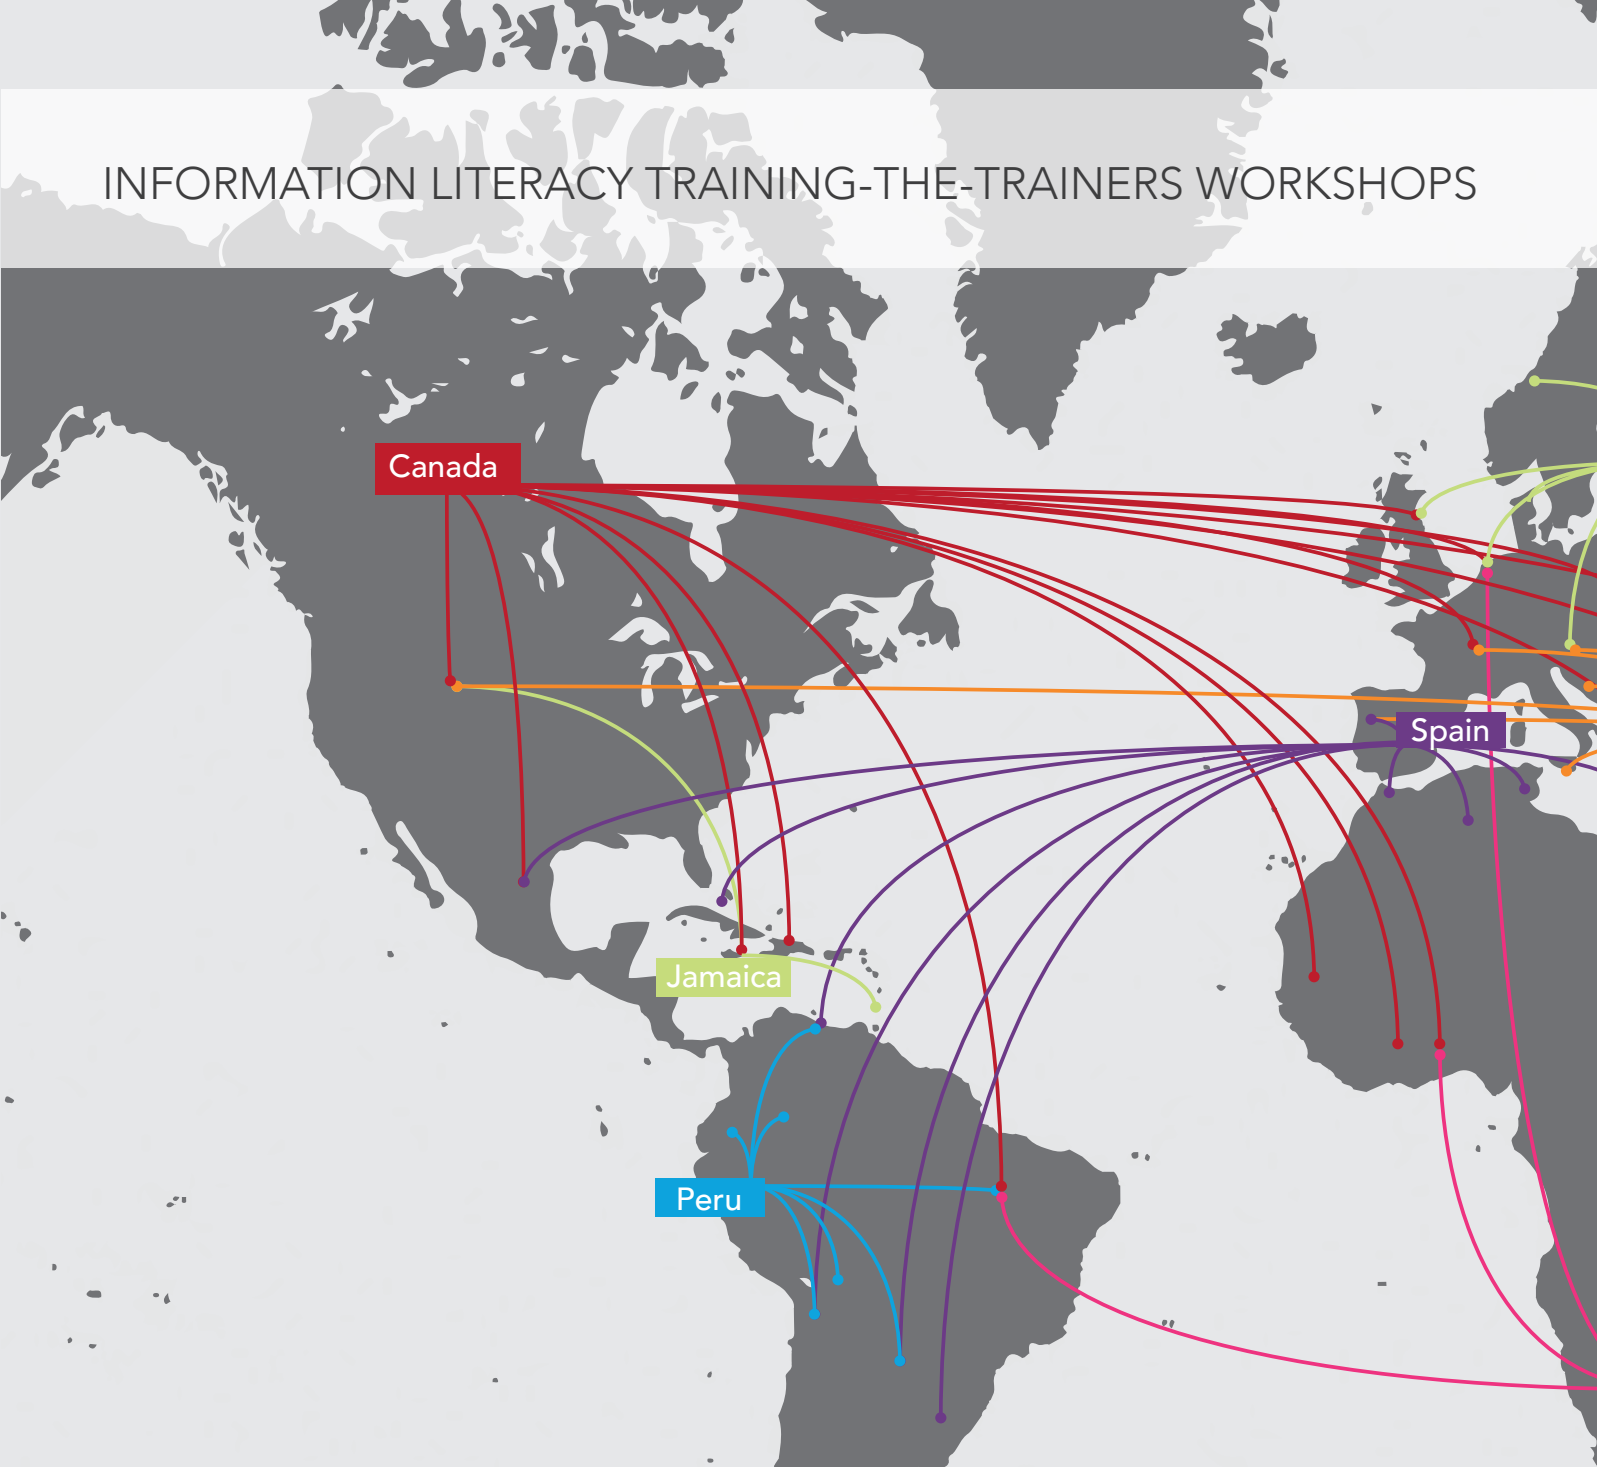 INFORMATION LITERACY TRAINING-THE-TRAINERS WORKSHOPS
Canada
Spain
Jamaica
Peru